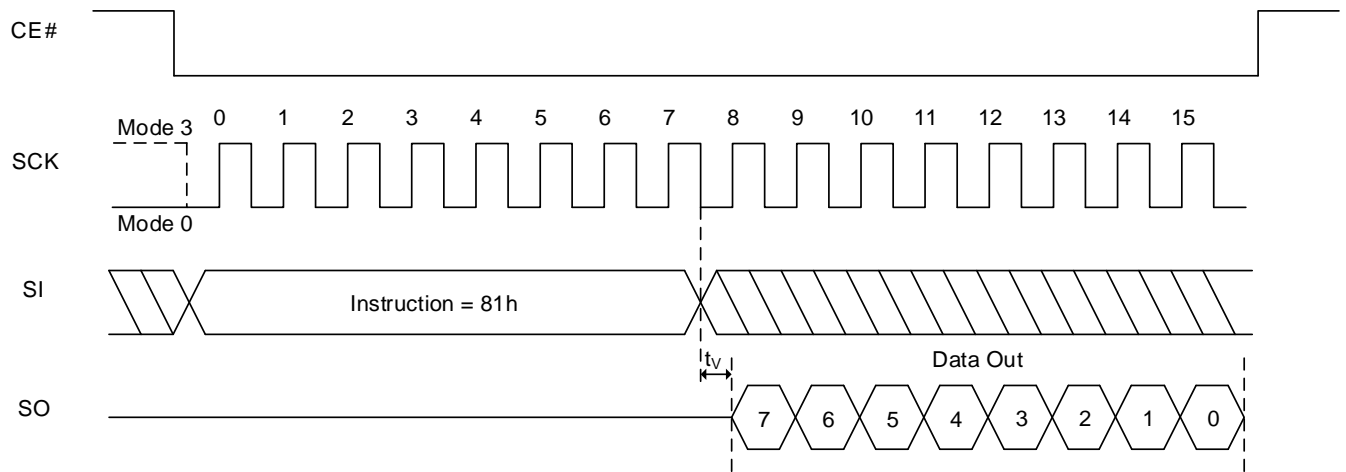 CE#
Mode 3
0 1 2 3 4 5 6 7 8 9 10 11 12 13 14 15
SCK
Mode 0
SI
Instruction = 81h
tV
Data Out
SO
7 6 5 4 3 2 1 0